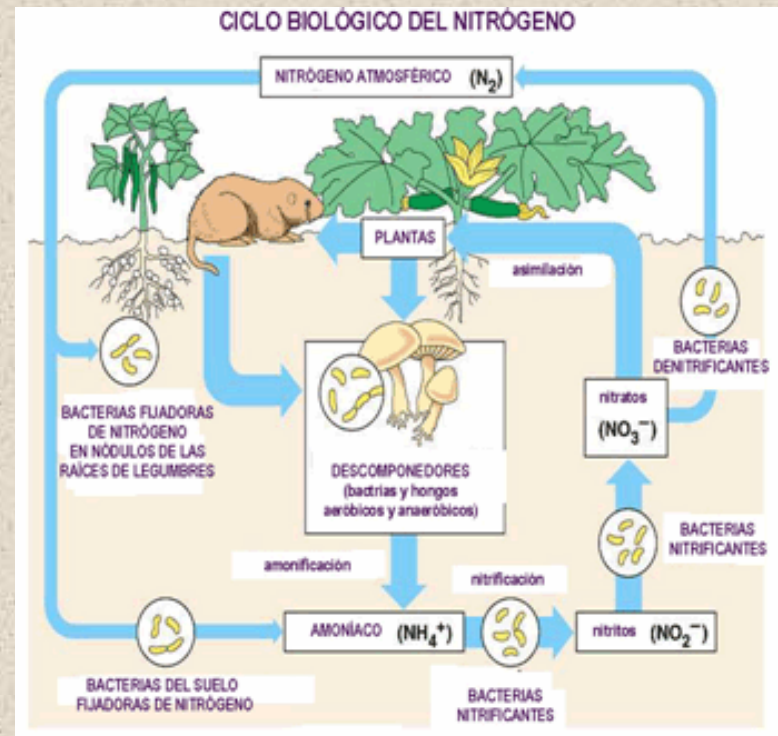 CICLO BIOLÓGICO DEL NITRÓGENO
NITRÓGENO ATMOSFÉRICO (N₂)
PLANTAS
asimilación
BACTERIAS
DENITRIFICANTES
BACTERIAS FIJADORAS
DE NITRÓGENO
EN NÓDULOS DE LAS
RAÍCES DE LEGUMBRES
nitratos
(NO₃⁻)
DESCOMPONEDORES
(bactrias y hongos
aeróbicos y anaeróbicos)
BACTERIAS
NITRIFICANTES
amonificación
nitrificación
AMONÍACO (NH₄⁺)
nitritos (NO₂⁻)
BACTERIAS DEL SUELO
FIJADORAS DE NITRÓGENO
BACTERIAS
NITRIFICANTES